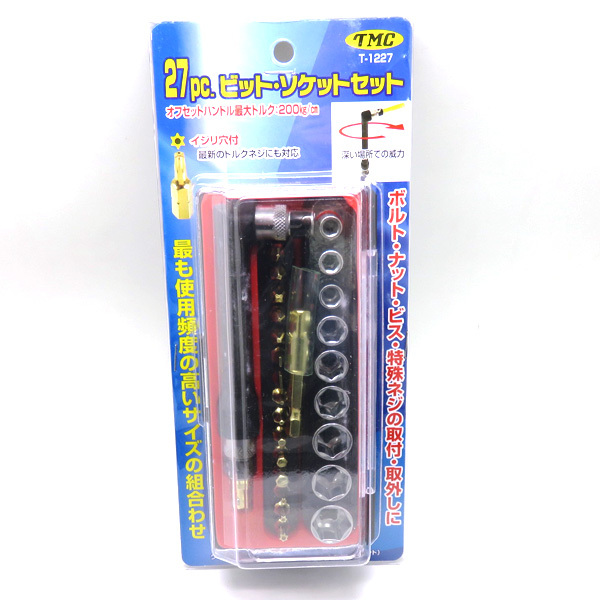 TMC
T-1227
27pc.ビット・ソケットセット
オフセットハンドル最大トルク:200kg/cm
イジリ穴付
最新のトルクネジにも対応
深い場所での威力
ボルト・ナット・ビス・特殊ネジの取付・取外しに
最も使用頻度の高いサイズの組合わせ